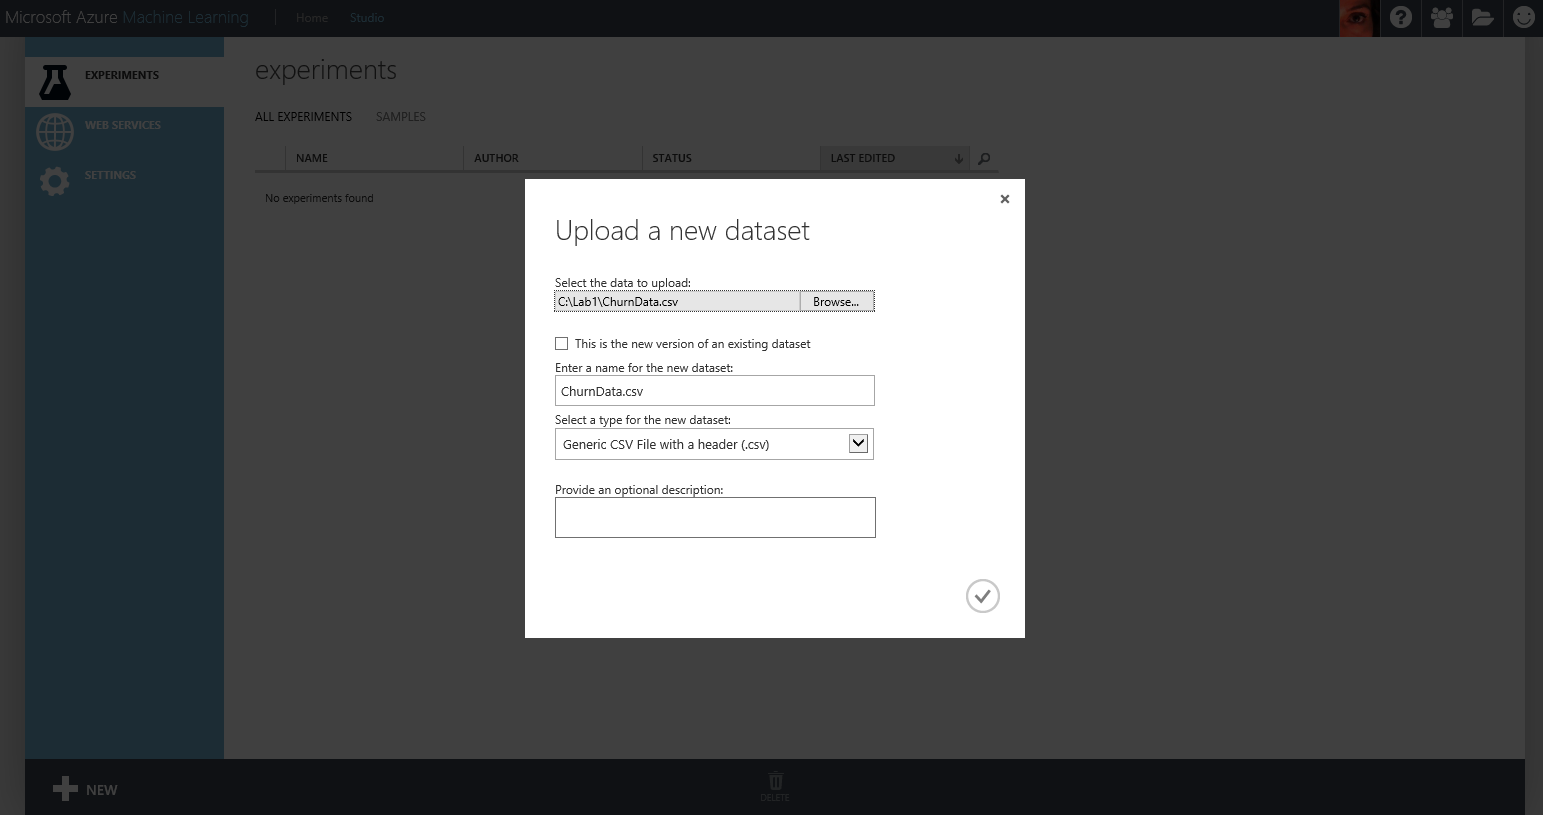 Microsoft Azure Machine Learning Home Studio
EXPERIMENTS
WEB SERVICES
SETTINGS
experiments
ALL EXPERIMENTS SAMPLES
NAME AUTHOR STATUS LAST EDITED
No experiments found
Upload a new dataset
Select the data to upload:
C:\Lab1\ChurnData.csv Browse...
This is the new version of an existing dataset
Enter a name for the new dataset:
ChurnData.csv
Select a type for the new dataset:
Generic CSV File with a header (.csv)
Provide an optional description:
NEW
DELETE